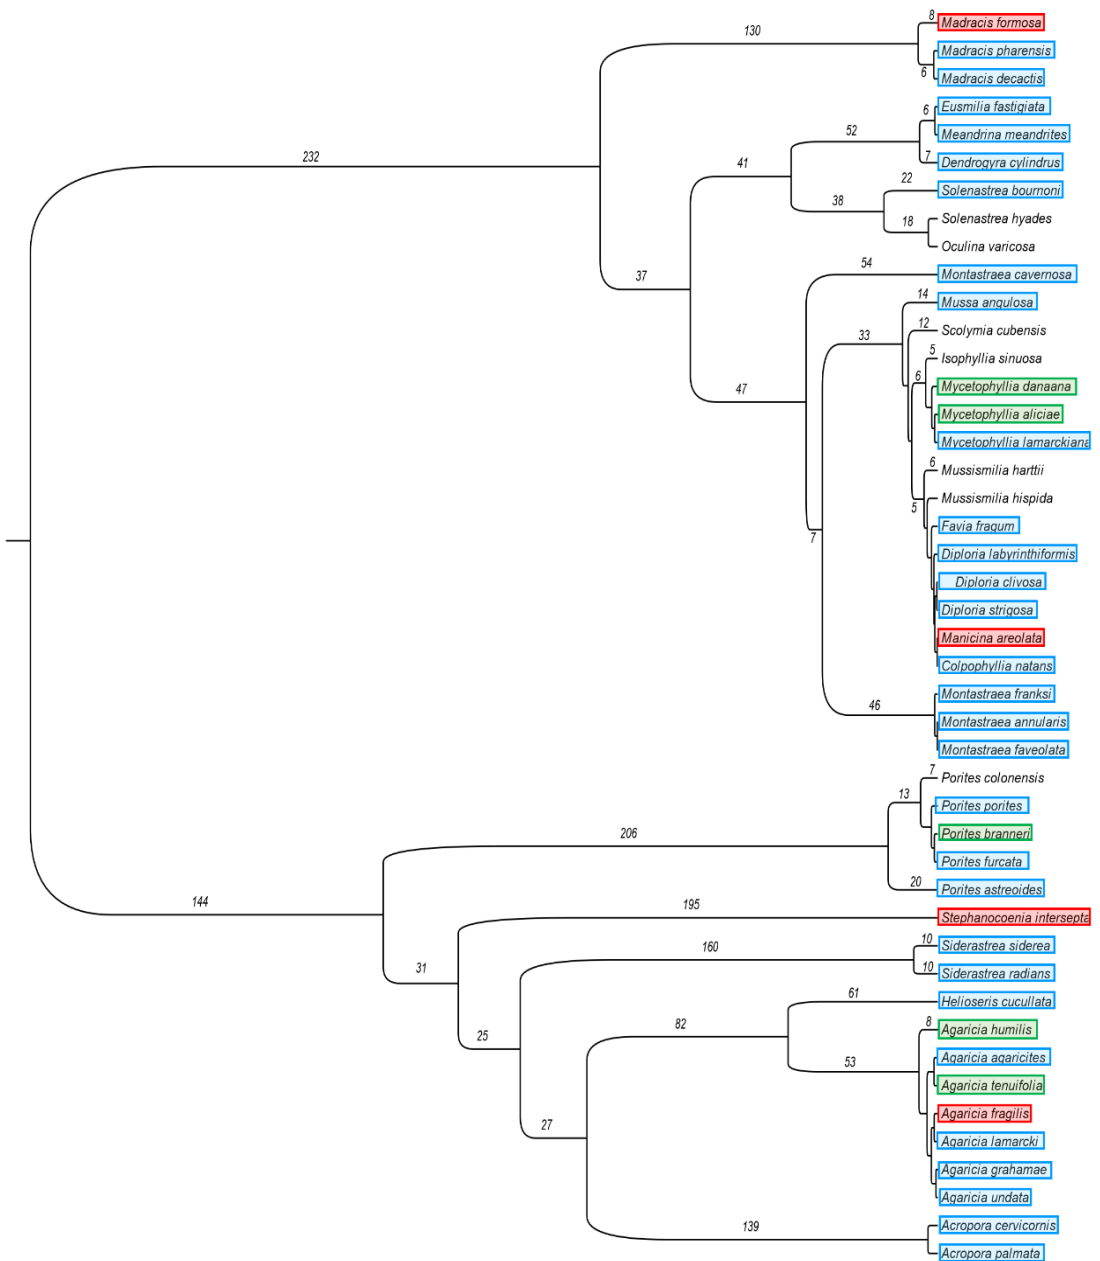 8
Madracis formosa
130
Madracis pharensis
6
Madracis decactis
6
Eusmilia fastigiata
52
Meandrina meandrites
232
41
7
Dendrogyra cylindrus
22
Solenastrea bournoni
38
18
Solenastrea hyades
Oculina varicosa
37
54
Montastraea cavernosa
14
Mussa angulosa
33
12
Scolymia cubensis
5
Isophyllia sinuosa
6
Mycetophyllia danaana
47
Mycetophyllia aliciae
Mycetophyllia lamarckiana
6
Mussismilia harttii
5
Mussismilia hispida
7
Favia fragum
Diploria labyrinthiformis
Diploria clivosa
Diploria strigosa
Manicina areolata
Colpophyllia natans
Montastraea franksi
46
Montastraea annularis
Montastraea faveolata
7
Porites colonensis
13
Porites porites
206
Porites branneri
Porites furcata
20
Porites astreoides
144
195
Stephanocoenia intersepta
31
160
10
Siderastrea siderea
10
Siderastrea radians
61
Helioseris cucullata
25
82
8
Agaricia humilis
53
Agaricia agaricites
Agaricia tenuifolia
27
Agaricia fragilis
Agaricia lamarcki
Agaricia grahamae
Agaricia undata
139
Acropora cervicornis
Acropora palmata